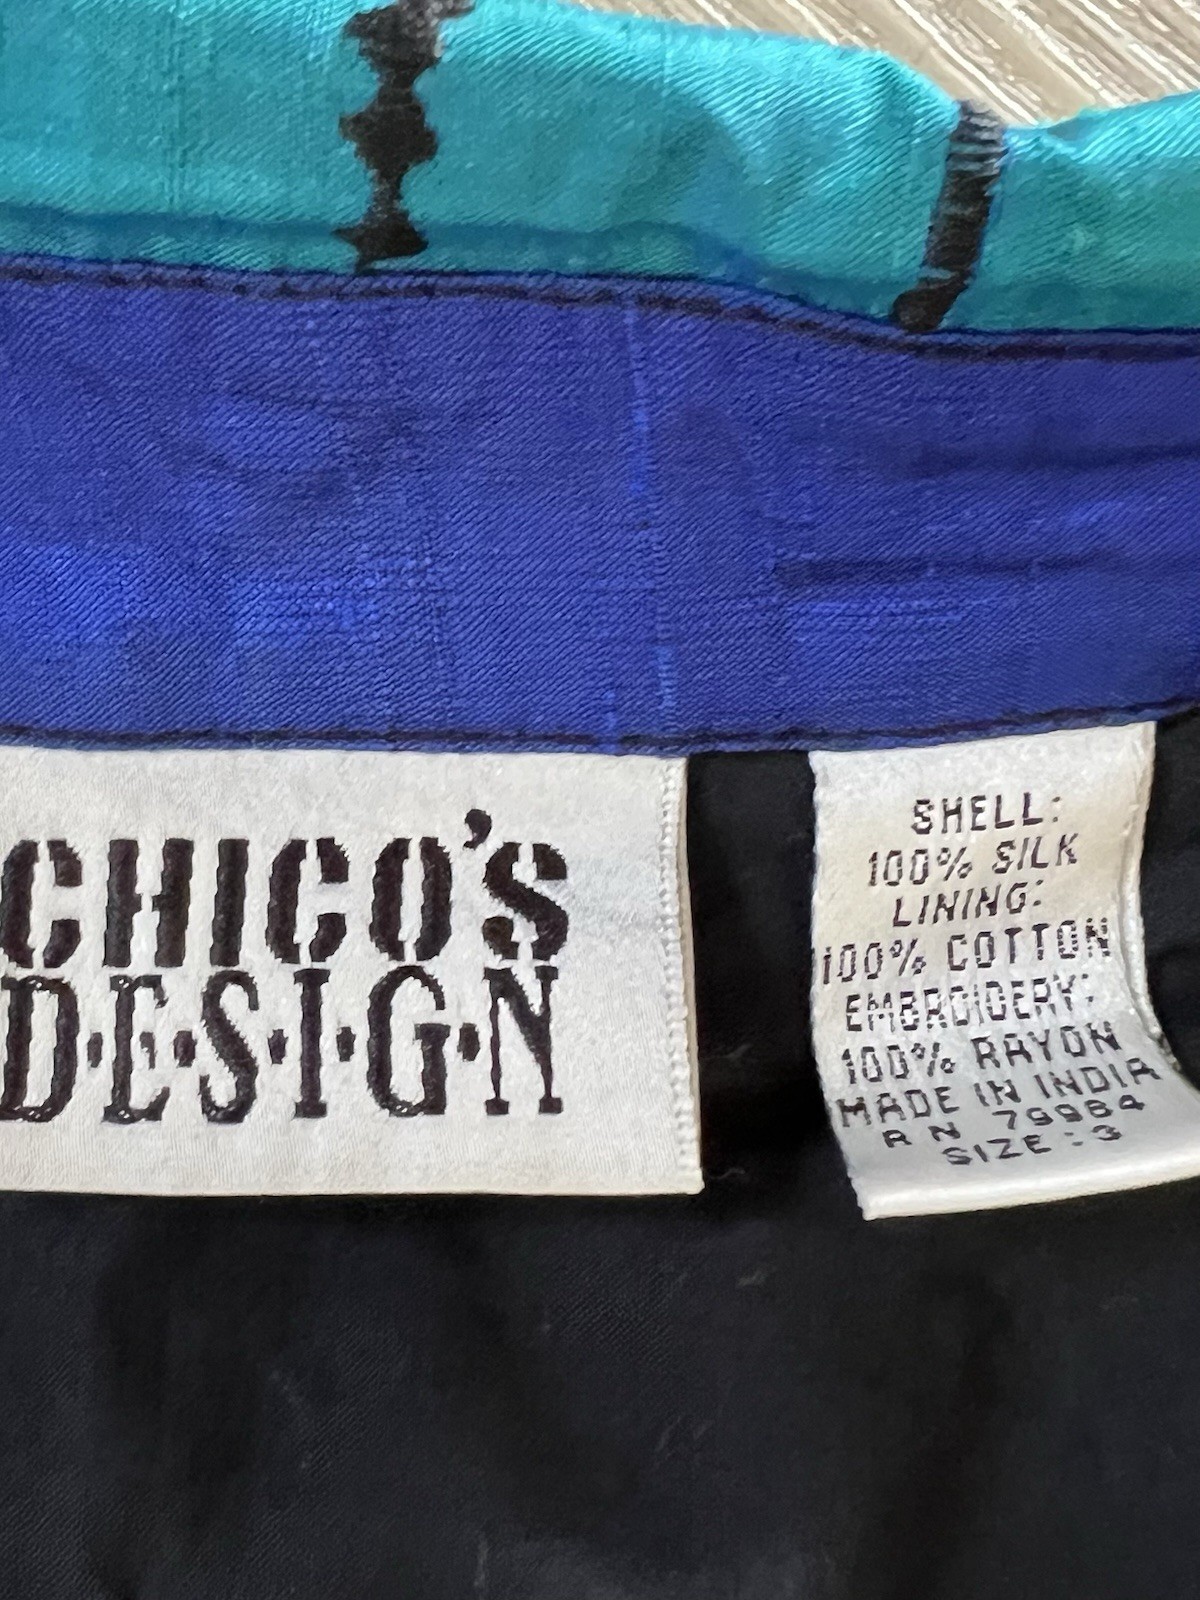 CHICO'S
D·E·S·I·G·N
SHELL:
100% SILK
LINING:
100% COTTON
EMBROIDERY:
100% RAYON
MADE IN INDIA
RN 79984
SIZE : 3